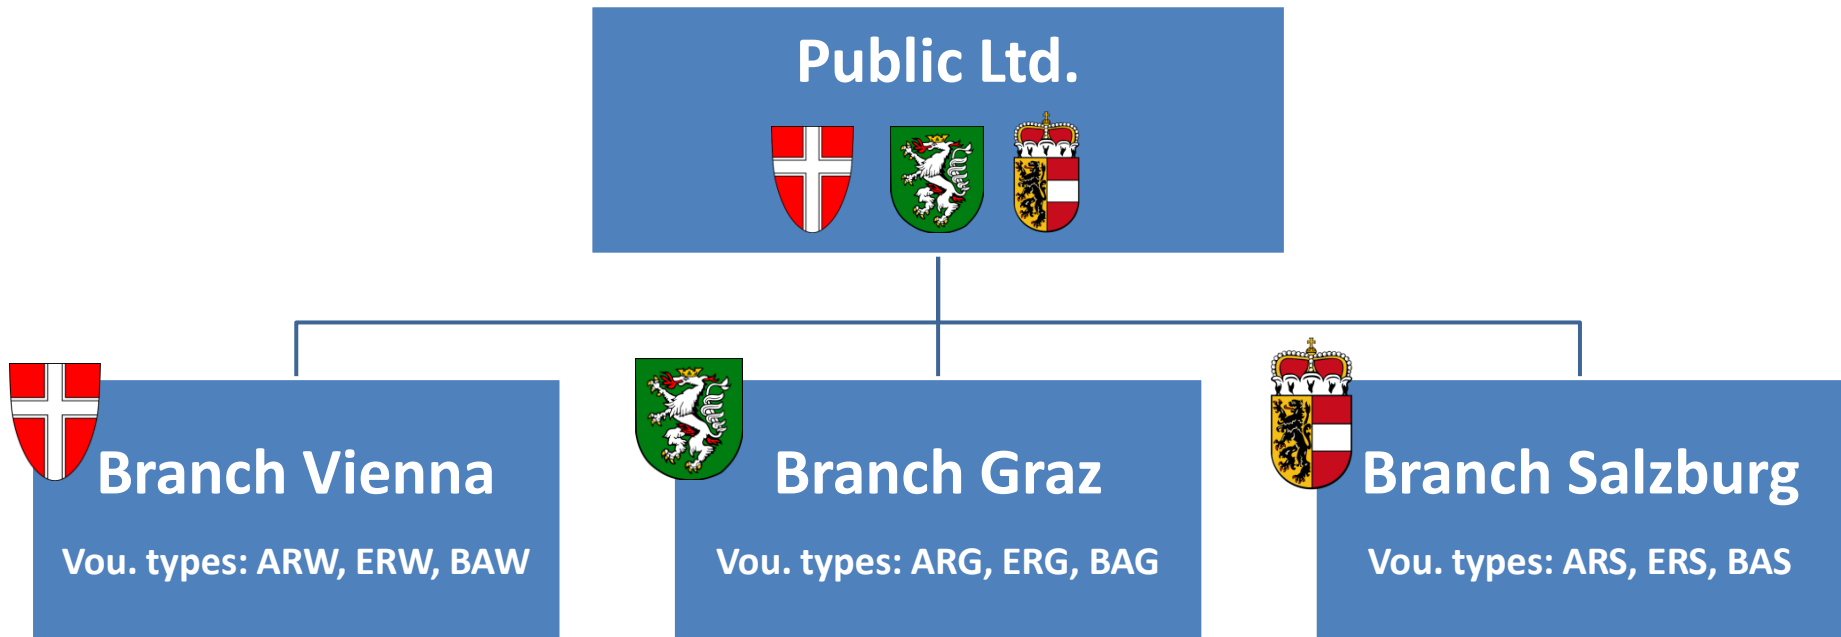 Public Ltd.
Branch Vienna
Vou. types: ARW, ERW, BAW
Branch Graz
Vou. types: ARG, ERG, BAG
Branch Salzburg
Vou. types: ARS, ERS, BAS